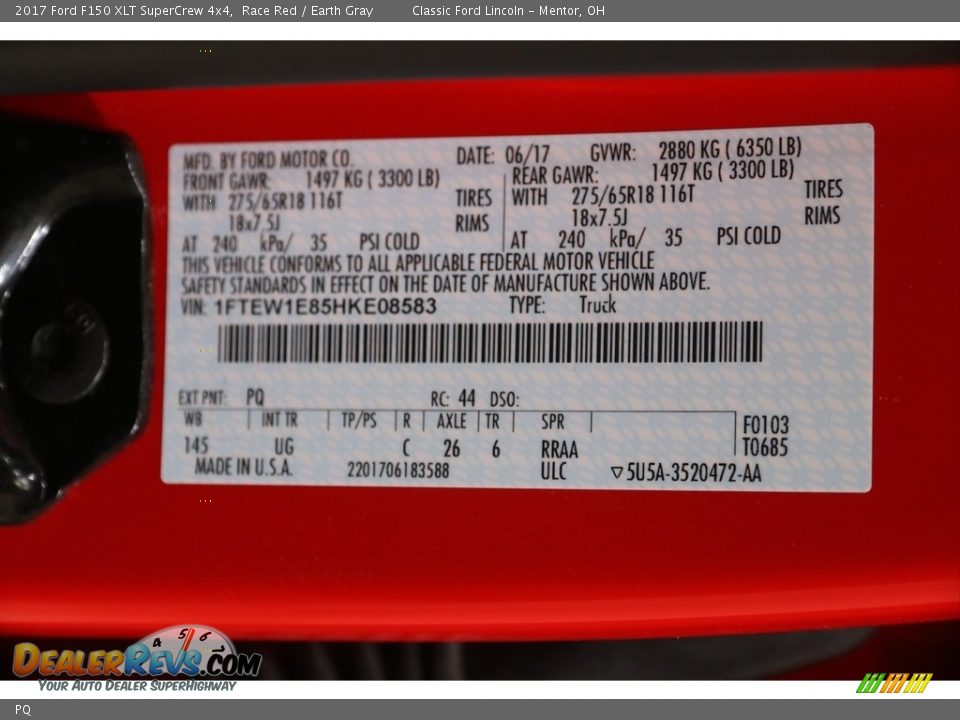 2017 Ford F150 XLT SuperCrew 4x4, Race Red / Earth Gray Classic Ford Lincoln - Mentor, OH
MFD. BY FORD MOTOR CO. DATE: 06/17 GVWR: 2880 KG ( 6350 LB)
FRONT GAWR: 1497 KG ( 3300 LB) REAR GAWR: 1497 KG ( 3300 LB)
WITH 275/65R18 116T TIRES WITH 275/65R18 116T TIRES
18x7.5J RIMS 18x7.5J RIMS
AT 240 kPa/ 35 PSI COLD AT 240 kPa/ 35 PSI COLD
THIS VEHICLE CONFORMS TO ALL APPLICABLE FEDERAL MOTOR VEHICLE
SAFETY STANDARDS IN EFFECT ON THE DATE OF MANUFACTURE SHOWN ABOVE.
VIN: 1FTEW1E85HKE08583 TYPE: Truck
EXT PNT: PQ RC: 44 DSO:
WB INT TR TP/PS R AXLE TR SPR F0103
145 UG C 26 6 RRAA T0685
MADE IN U.S.A. 2201706183588 ULC ▽5U5A-3520472-AA
4 5 6
DEALERREVS.COM
YOUR AUTO DEALER SUPERHIGHWAY
PQ